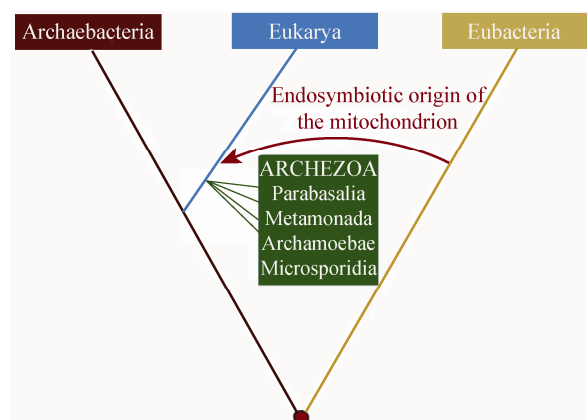 Archaebacteria
Eukarya
Eubacteria
Endosymbiotic origin of
the mitochondrion
ARCHEZOA
Parabasalia
Metamonada
Archamoebae
Microsporidia